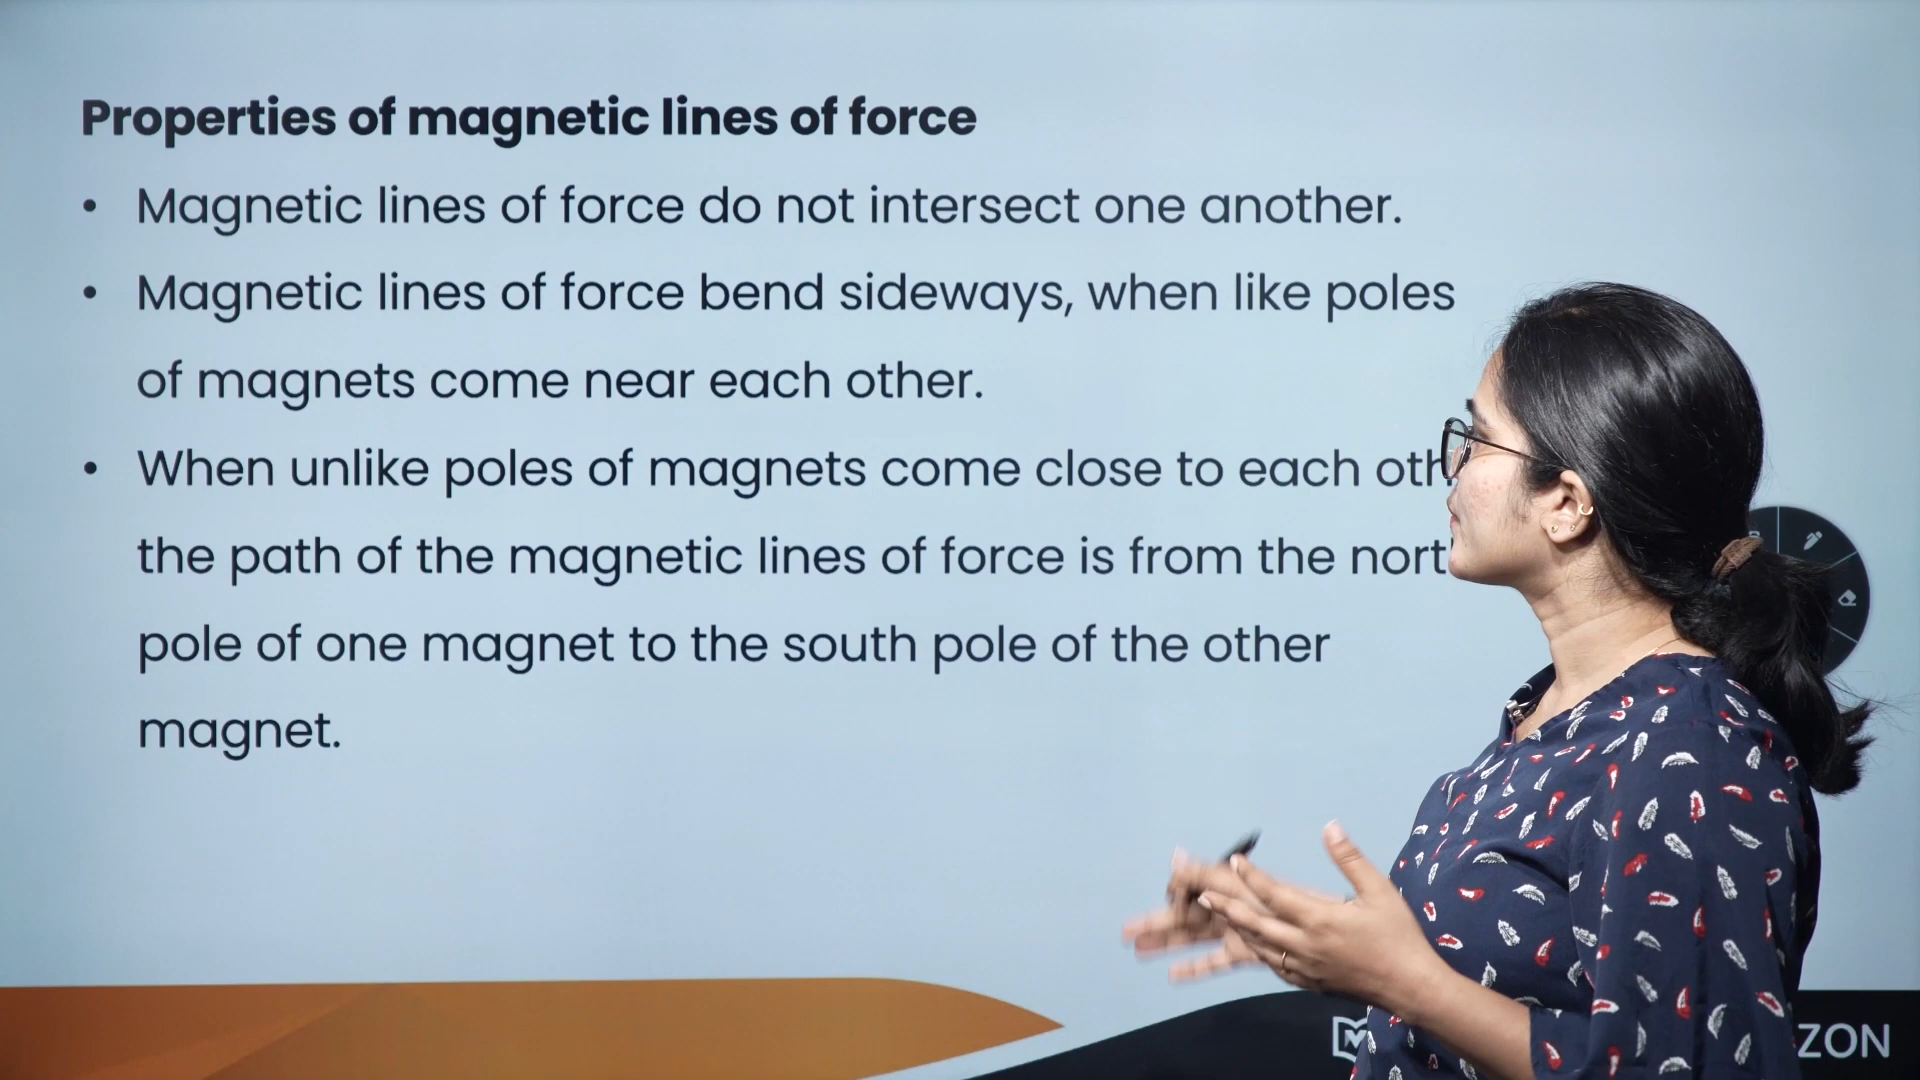 Properties of magnetic lines of force
• Magnetic lines of force do not intersect one another.
• Magnetic lines of force bend sideways, when like poles
of magnets come near each other.
• When unlike poles of magnets come close to each
the path of the magnetic lines of force is from the
pole of one magnet to the south pole of the other
magnet.
ZON